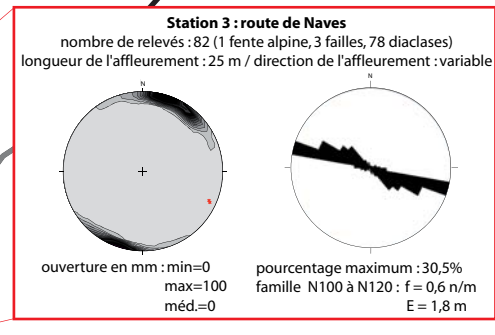 Station 3 : route de Naves
nombre de relevés : 82 (1 fente alpine, 3 failles, 78 diaclases)
longueur de l'affleurement : 25 m / direction de l'affleurement : variable
N
N
ouverture en mm : min=0
max=100
méd.=0
pourcentage maximum : 30,5%
famille N100 à N120 : f = 0,6 n/m
E = 1,8 m